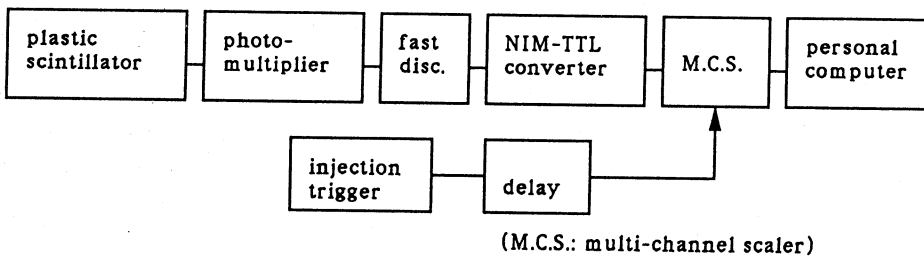 plastic
scintillator
photo-
multiplier
fast
disc.
NIM-TTL
converter
M.C.S.
personal
computer
injection
trigger
delay
(M.C.S.: multi-channel scaler)